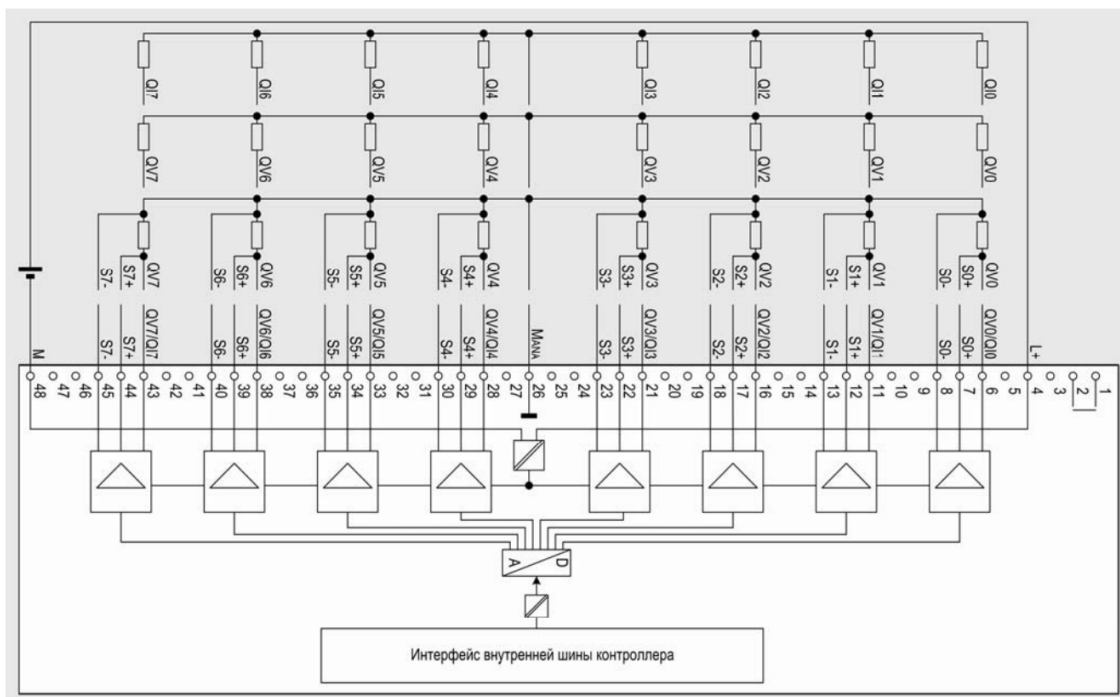 QI7 QI6 QI5 QI4 QI3 QI2 QI1 QI0
QV7 QV6 QV5 QV4 QV3 QV2 QV1 QV0
S7- S7+ QV7 S6- S6+ QV6 S5- S5+ QV5 S4- S4+ QV4 S3- S3+ QV3 S2- S2+ QV2 S1- S1+ QV1 S0- S0+ QV0
M S7- S7+ QV7/QI7 S6- S6+ QV6/QI6 S5- S5+ QV5/QI5 S4- S4+ QV4/QI4 MANA S3- S3+ QV3/QI3 S2- S2+ QV2/QI2 S1- S1+ QV1/QI1 S0- S0+ QV0/QI0 L+
48 47 46 45 44 43 42 41 40 39 38 37 36 35 34 33 32 31 30 29 28 27 26 25 24 23 22 21 20 19 18 17 16 15 14 13 12 11 10 9 8 7 6 5 4 3 2 1
A D
Интерфейс внутренней шины контроллера